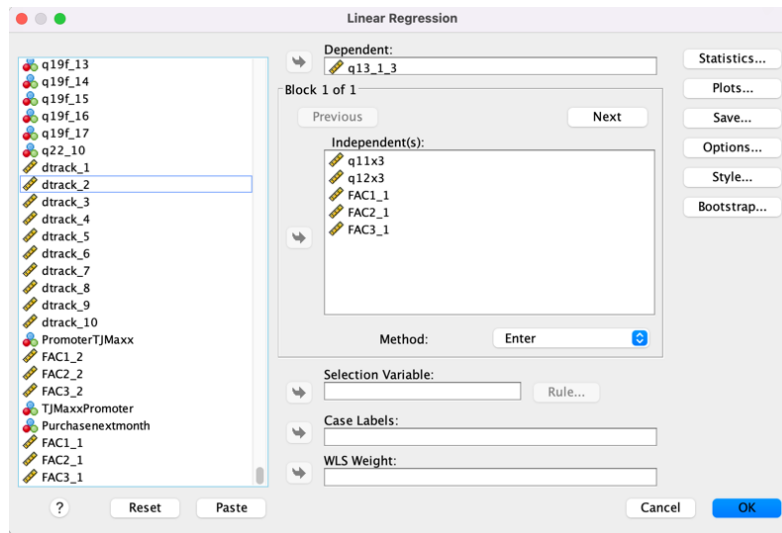 Linear Regression
q19f_13
q19f_14
q19f_15
q19f_16
q19f_17
q22_10
dtrack_1
dtrack_2
dtrack_3
dtrack_4
dtrack_5
dtrack_6
dtrack_7
dtrack_8
dtrack_9
dtrack_10
PromoterTJMaxx
FAC1_2
FAC2_2
FAC3_2
TJMaxxPromoter
Purchasenextmonth
FAC1_1
FAC2_1
FAC3_1
Dependent:
q13_1_3
Block 1 of 1
Previous
Next
Independent(s):
q11x3
q12x3
FAC1_1
FAC2_1
FAC3_1
Method:
Enter
Selection Variable:
Rule...
Case Labels:
WLS Weight:
Statistics...
Plots...
Save...
Options...
Style...
Bootstrap...
?
Reset
Paste
Cancel
OK